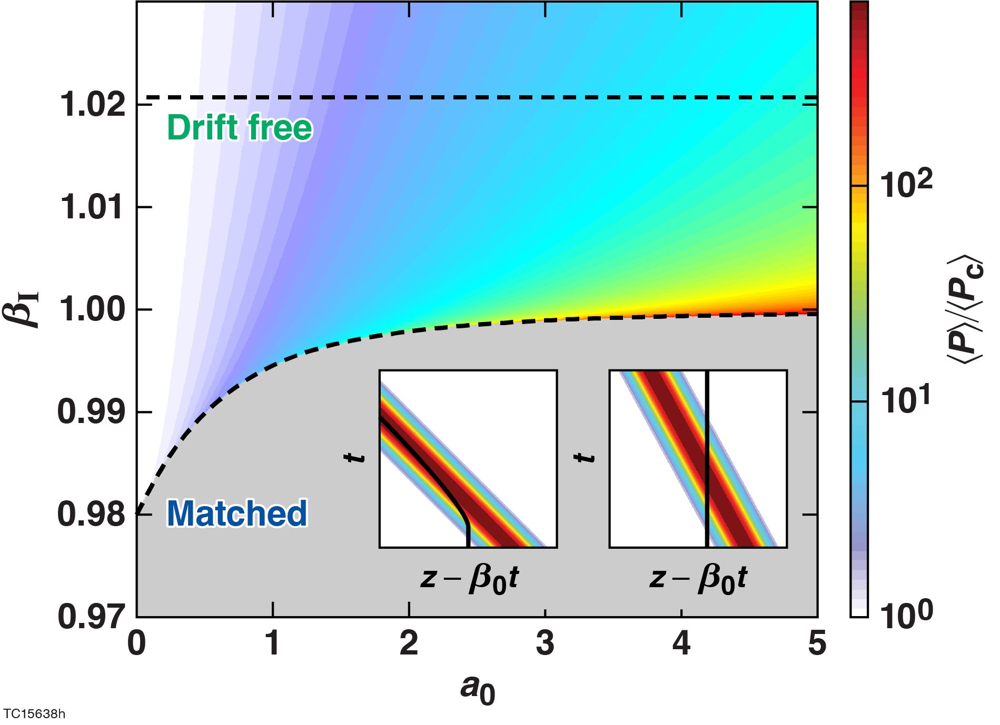 1.02
Drift free
1.01
1.00
0.99
0.98
Matched
0.97
β_I
0 1 2 3 4 5
a_0
t
z – β_0t
t
z – β_0t
10^2
10^1
10^0
⟨P⟩/⟨P_c⟩
TC15638h